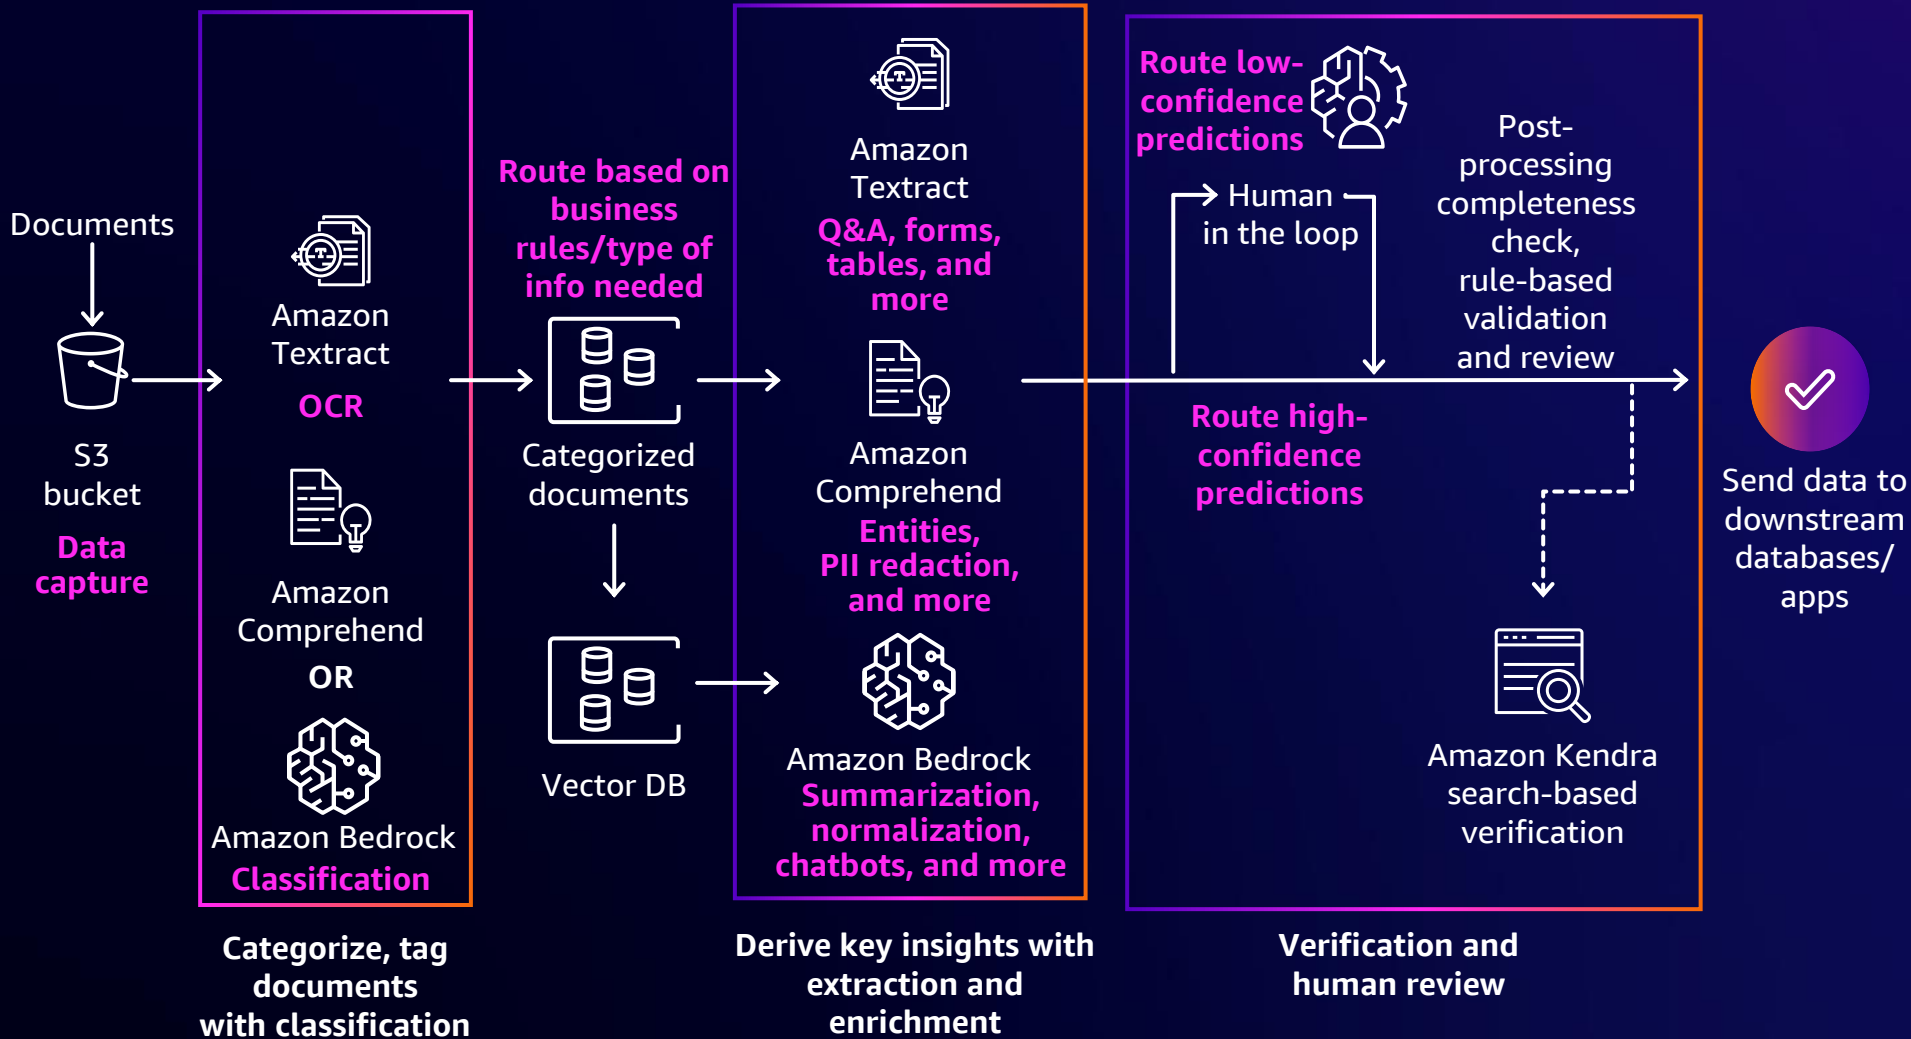 Documents
S3
bucket
Data
capture
Amazon
Textract
OCR
Amazon
Comprehend
OR
Amazon Bedrock
Classification
Categorize, tag
documents
with classification
Route based on
business
rules/type of
info needed
Categorized
documents
Vector DB
Amazon
Textract
Q&A, forms,
tables, and
more
Amazon
Comprehend
Entities,
PII redaction,
and more
Amazon Bedrock
Summarization,
normalization,
chatbots, and more
Derive key insights with
extraction and
enrichment
Route low-
confidence
predictions
Human
in the loop
Route high-
confidence
predictions
Post-
processing
completeness
check,
rule-based
validation
and review
Amazon Kendra
search-based
verification
Verification and
human review
Send data to
downstream
databases/
apps